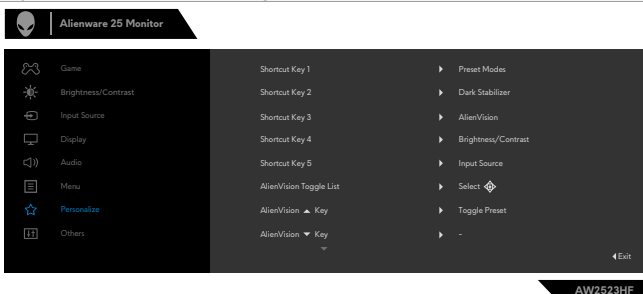 Alienware 25 Monitor
Game
Shortcut Key 1 Preset Modes
Brightness/Contrast
Shortcut Key 2 Dark Stabilizer
Input Source
Shortcut Key 3 AlienVision
Display
Shortcut Key 4 Brightness/Contrast
Audio
Shortcut Key 5 Input Source
Menu
AlienVision Toggle List Select
Personalize
AlienVision ▲ Key Toggle Preset
Others
AlienVision ▼ Key -
Exit
AW2523HF